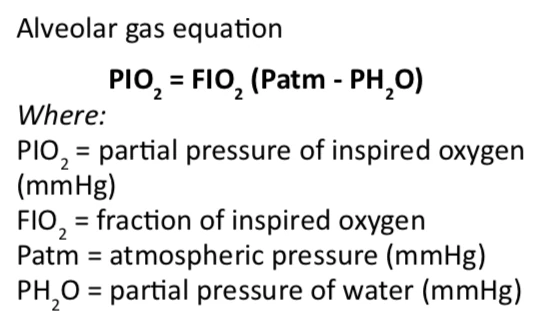 Alveolar gas equation
PIO₂ = FIO₂ (Patm - PH₂O)
Where:
PIO₂ = partial pressure of inspired oxygen
(mmHg)
FIO₂ = fraction of inspired oxygen
Patm = atmospheric pressure (mmHg)
PH₂O = partial pressure of water (mmHg)